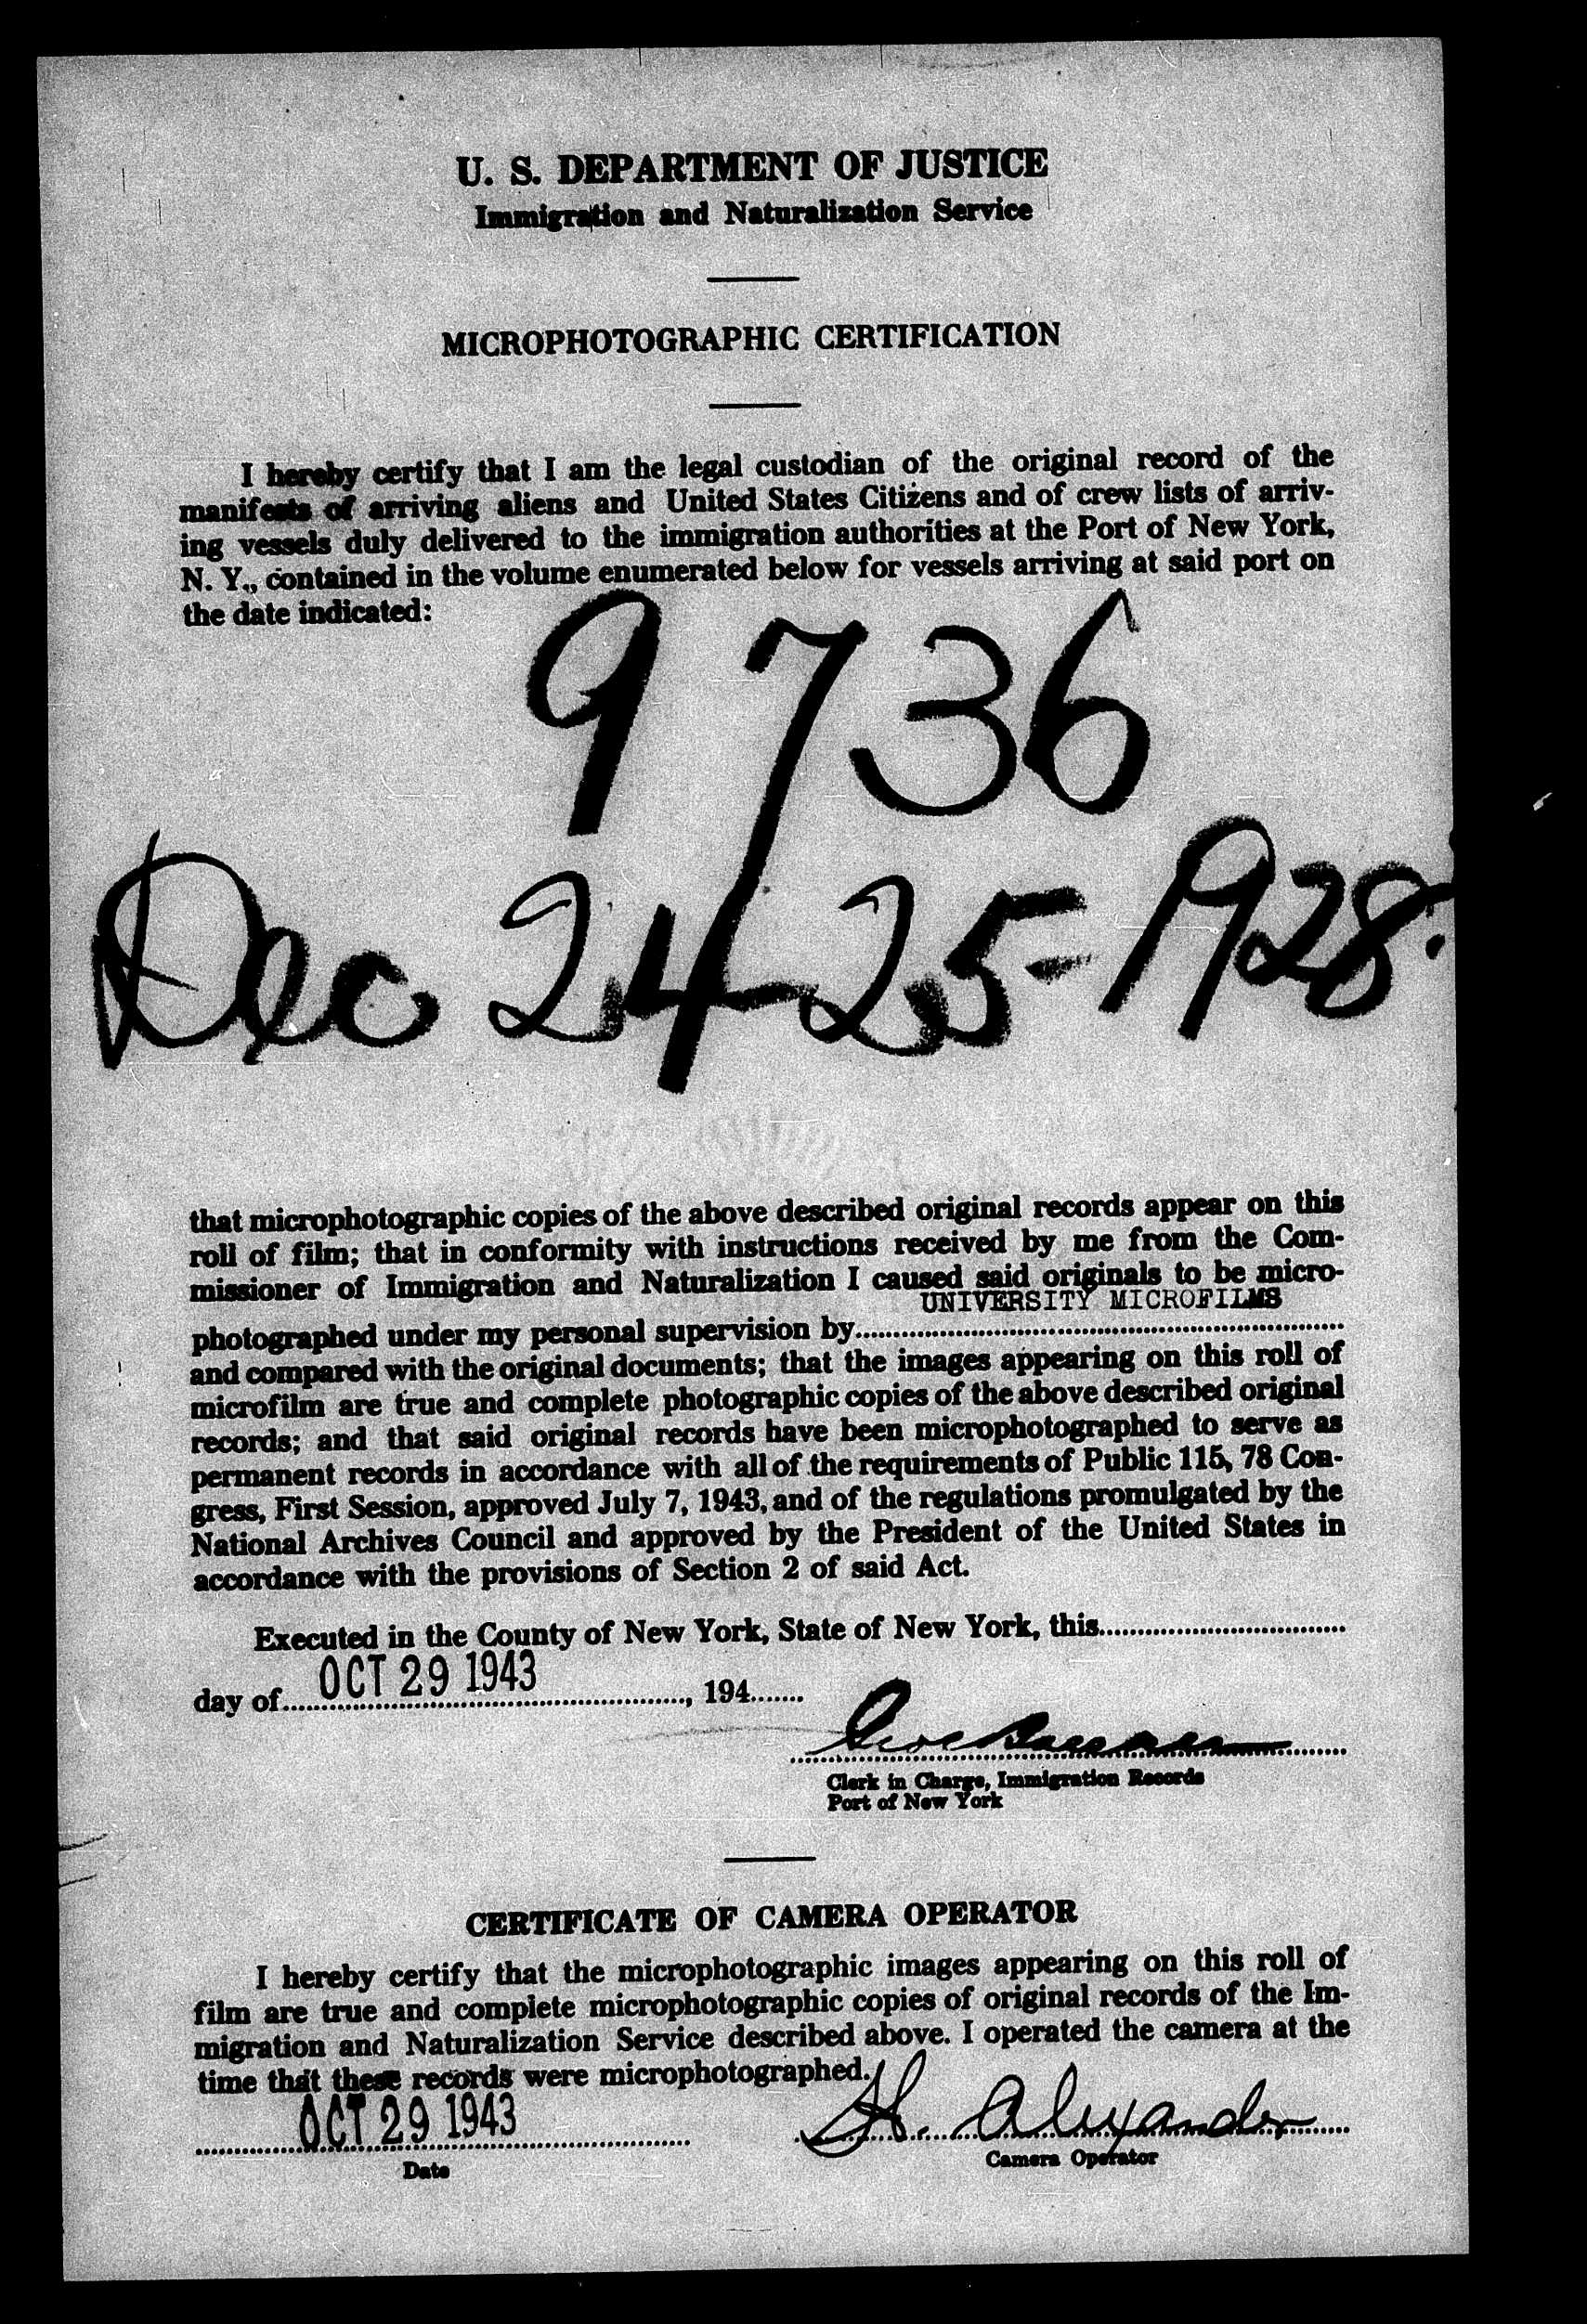 U. S. DEPARTMENT OF JUSTICE
Immigration and Naturalization Service
MICROPHOTOGRAPHIC CERTIFICATION
I hereby certify that I am the legal custodian of the original record of the
manifests of arriving aliens and United States Citizens and of crew lists of arriv-
ing vessels duly delivered to the immigration authorities at the Port of New York,
N. Y., contained in the volume enumerated below for vessels arriving at said port on
the date indicated:
9736
Dec 24-25-1928.
that microphotographic copies of the above described original records appear on this
roll of film; that in conformity with instructions received by me from the Com-
missioner of Immigration and Naturalization I caused said originals to be micro-
UNIVERSITY MICROFILMS
photographed under my personal supervision by
and compared with the original documents; that the images appearing on this roll of
microfilm are true and complete photographic copies of the above described original
records; and that said original records have been microphotographed to serve as
permanent records in accordance with all of the requirements of Public 115, 78 Con-
gress, First Session, approved July 7, 1943, and of the regulations promulgated by the
National Archives Council and approved by the President of the United States in
accordance with the provisions of Section 2 of said Act.
Executed in the County of New York, State of New York, this
day of OCT 29 1943, 194
Clerk in Charge, Immigration Records
Port of New York
CERTIFICATE OF CAMERA OPERATOR
I hereby certify that the microphotographic images appearing on this roll of
film are true and complete microphotographic copies of original records of the Im-
migration and Naturalization Service described above. I operated the camera at the
time that these records were microphotographed.
OCT 29 1943 H. Alexander
Date Camera Operator